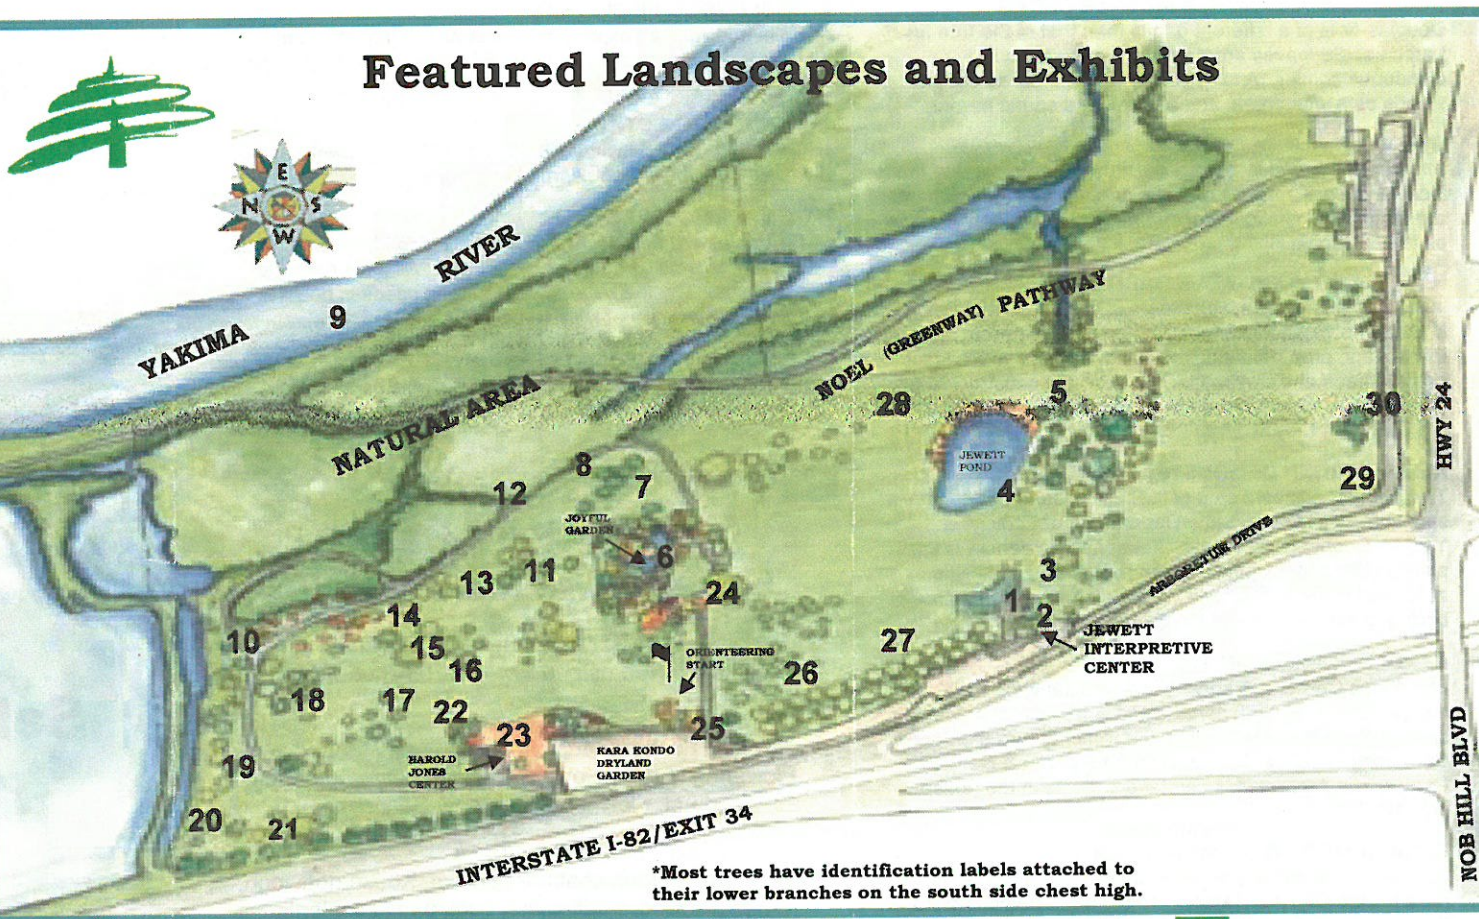 Featured Landscapes and Exhibits
E
N S
W
YAKIMA RIVER
9
NATURAL AREA
NOEL (GREENWAY) PATHWAY
28
5
30
HWY 24
JEWETT
POND
4
29
8
7
12
JOYFUL
GARDEN
6
11
13
24
3
ARBORETUM DRIVE
1
2
14
10
15
16
JEWETT
INTERPRETIVE
CENTER
27
ORIENTEERING
START
26
18
17
22
23
25
HAROLD
JONES
CENTER
KARA KONDO
DRYLAND
GARDEN
19
20
21
INTERSTATE I-82/EXIT 34
NOB HILL BLVD
*Most trees have identification labels attached to
their lower branches on the south side chest high.